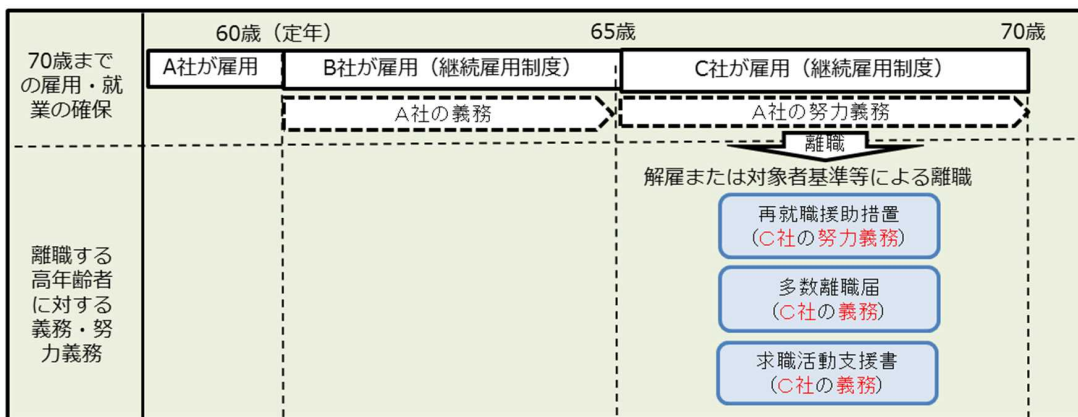 60歳（定年）
65歳
70歳
70歳まで
の雇用・就
業の確保
A社が雇用
B社が雇用（継続雇用制度）
C社が雇用（継続雇用制度）
A社の義務
A社の努力義務
離職
解雇または対象者基準等による離職
離職する
高年齢者
に対する
義務・努
力義務
再就職援助措置
(C社の努力義務)
多数離職届
(C社の義務)
求職活動支援書
(C社の義務)